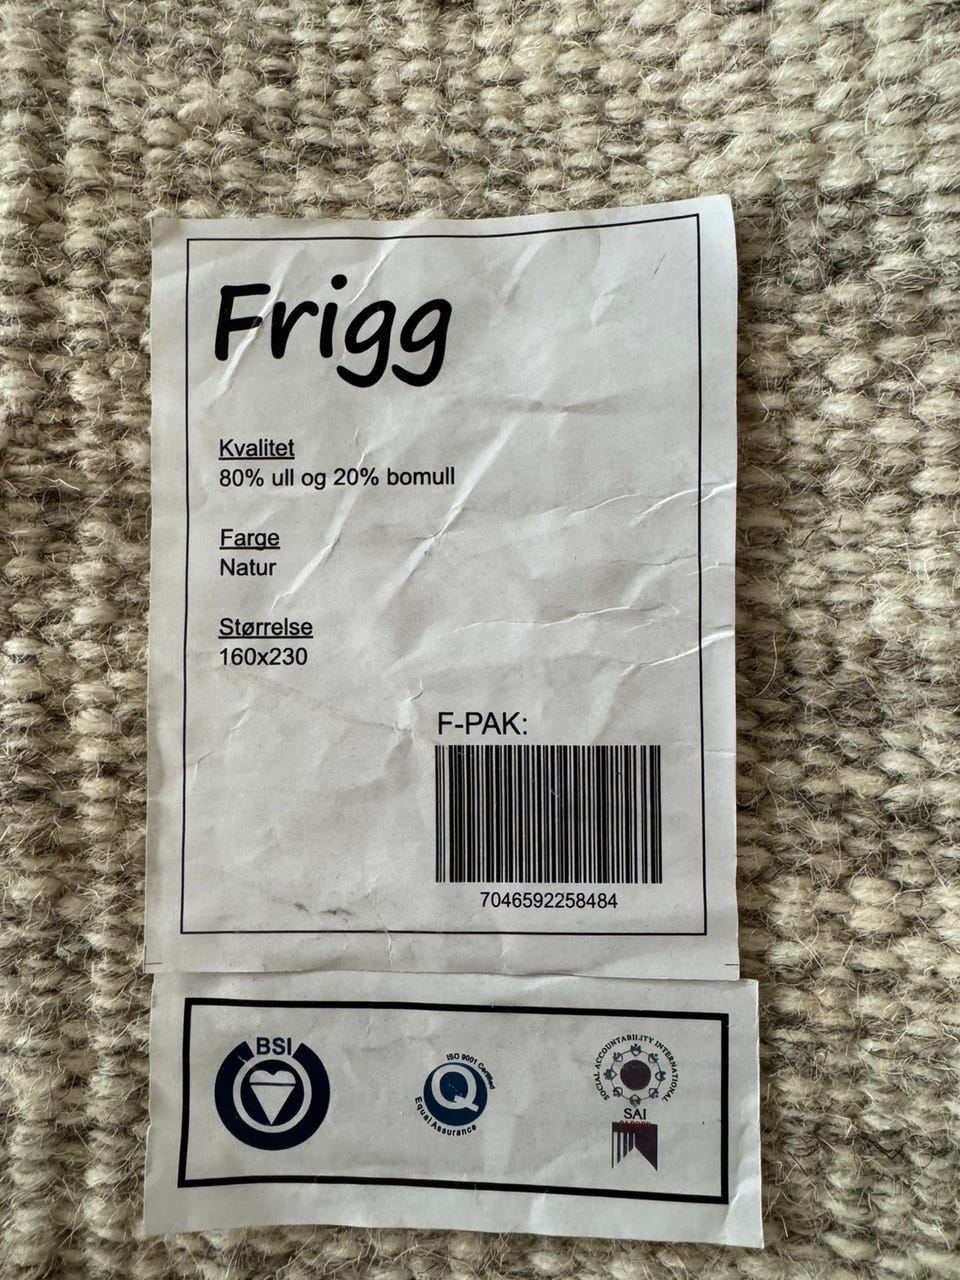 Frigg
Kvalitet
80% ull og 20% bomull
Farge
Natur
Størrelse
160x230
F-PAK:
7046592258484
BSI
ISO 9001 Certified
Q
Equal Assurance
SOCIAL ACCOUNTABILITY INTERNATIONAL
SAI